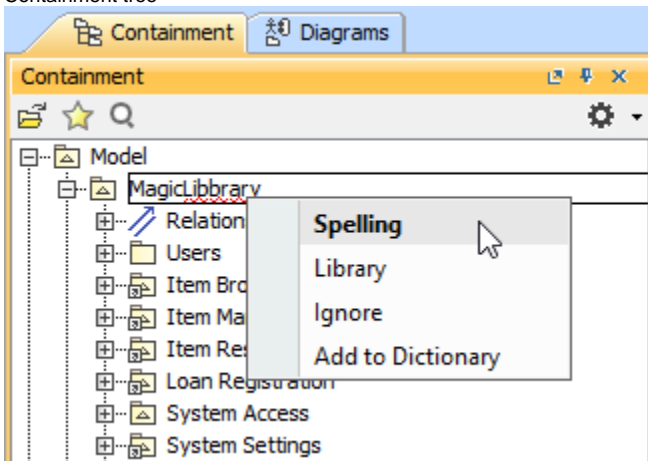 Containment tree
Containment Diagrams
Containment
Model
MagicLibbrary
Relation
Spelling
Users
Library
Item Bro
Item Ma
Ignore
Item Res
Add to Dictionary
Loan Registration
System Access
System Settings